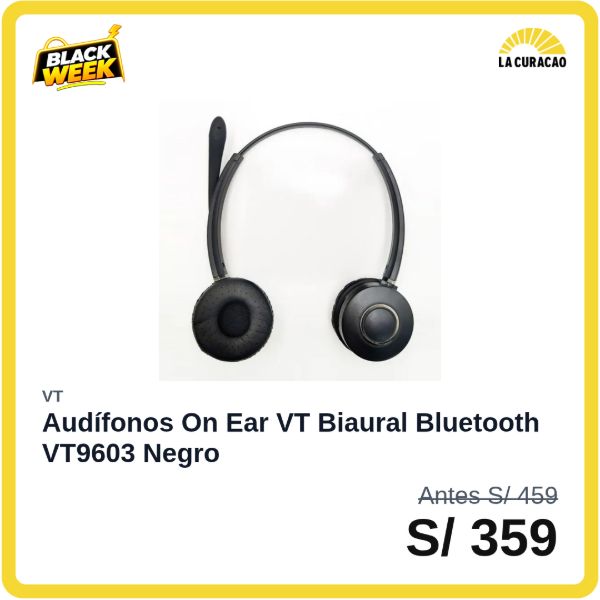 BLACK
WEEK
LA CURACAO
VT
Audífonos On Ear VT Biaural Bluetooth
VT9603 Negro
Antes S/ 459
S/ 359